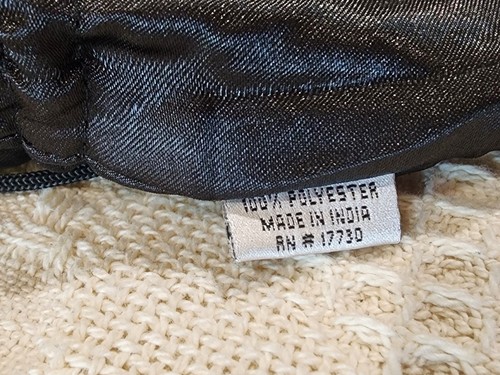 100% POLYESTER
MADE IN INDIA
RN # 17730